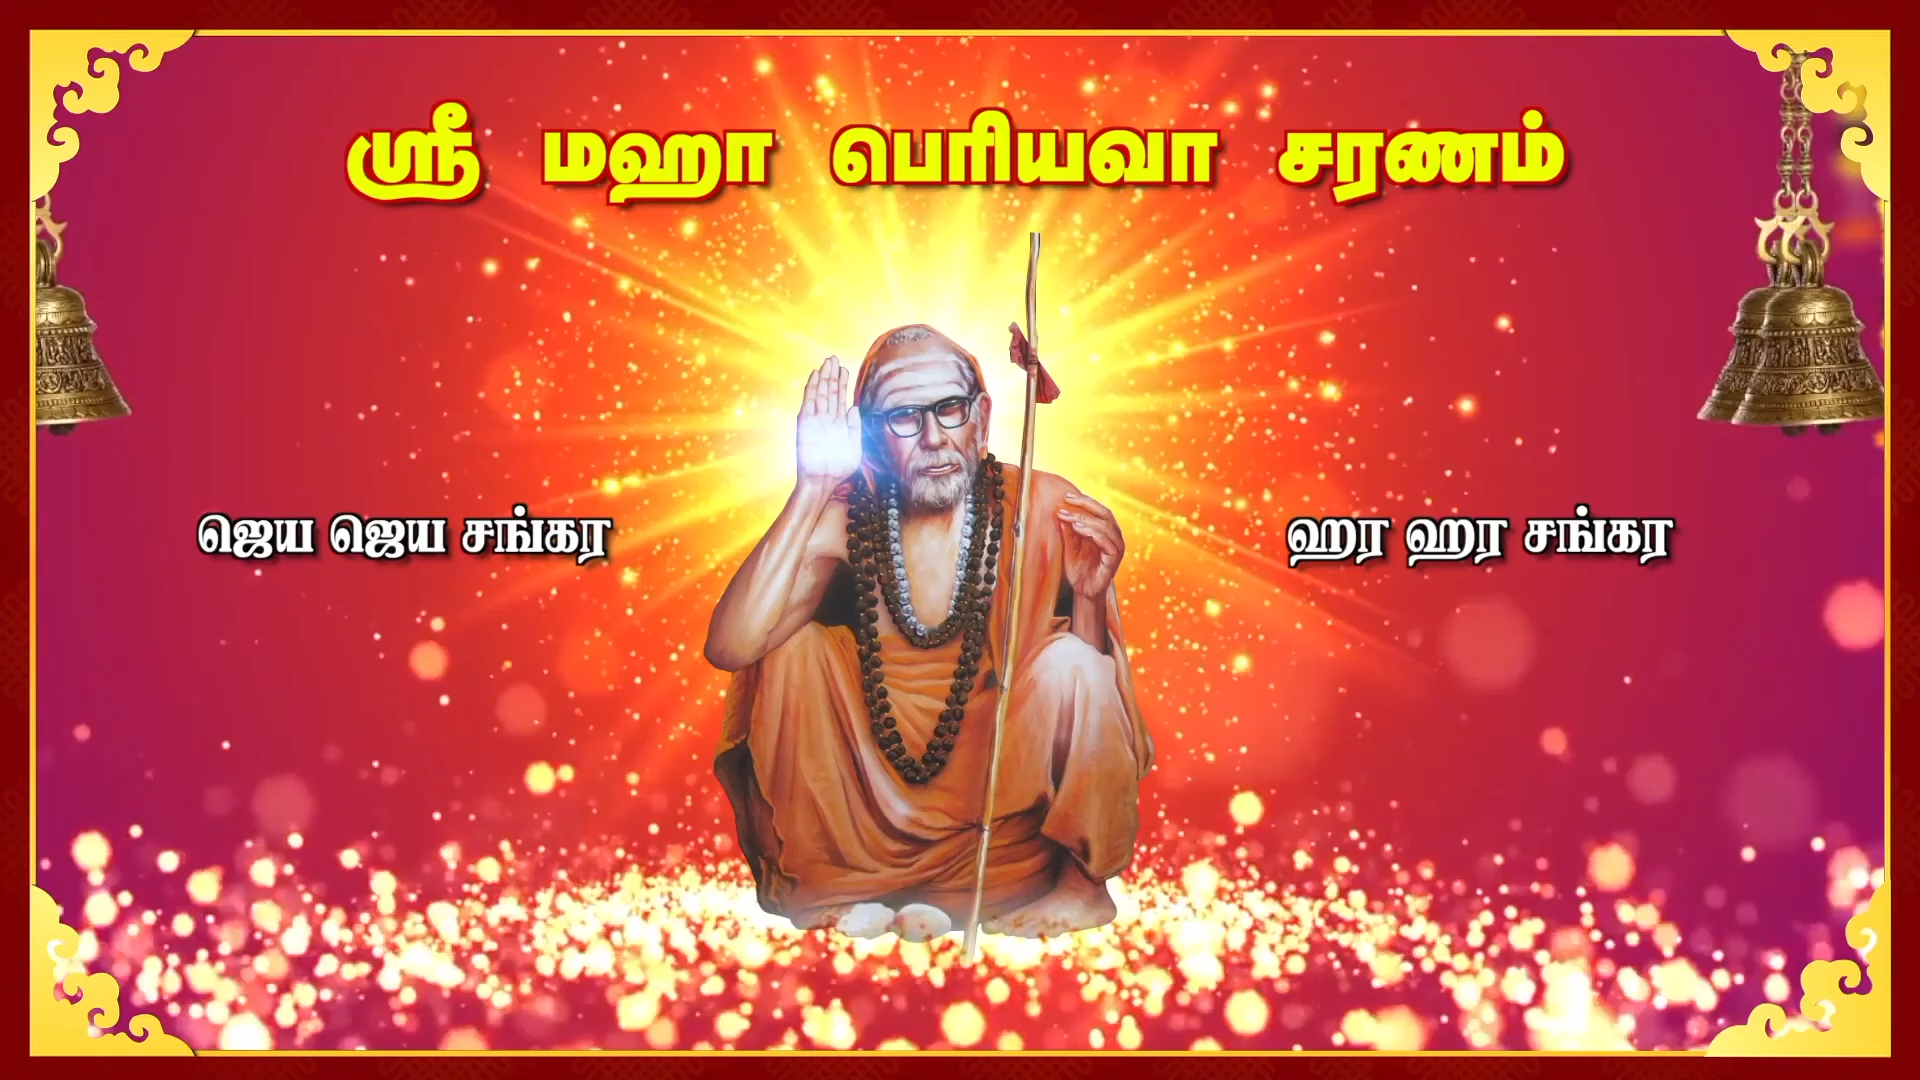 ஸ்ரீ மஹா பெரியவா சரணம்
ஜெய ஜெய சங்கர
ஹர ஹர சங்கர